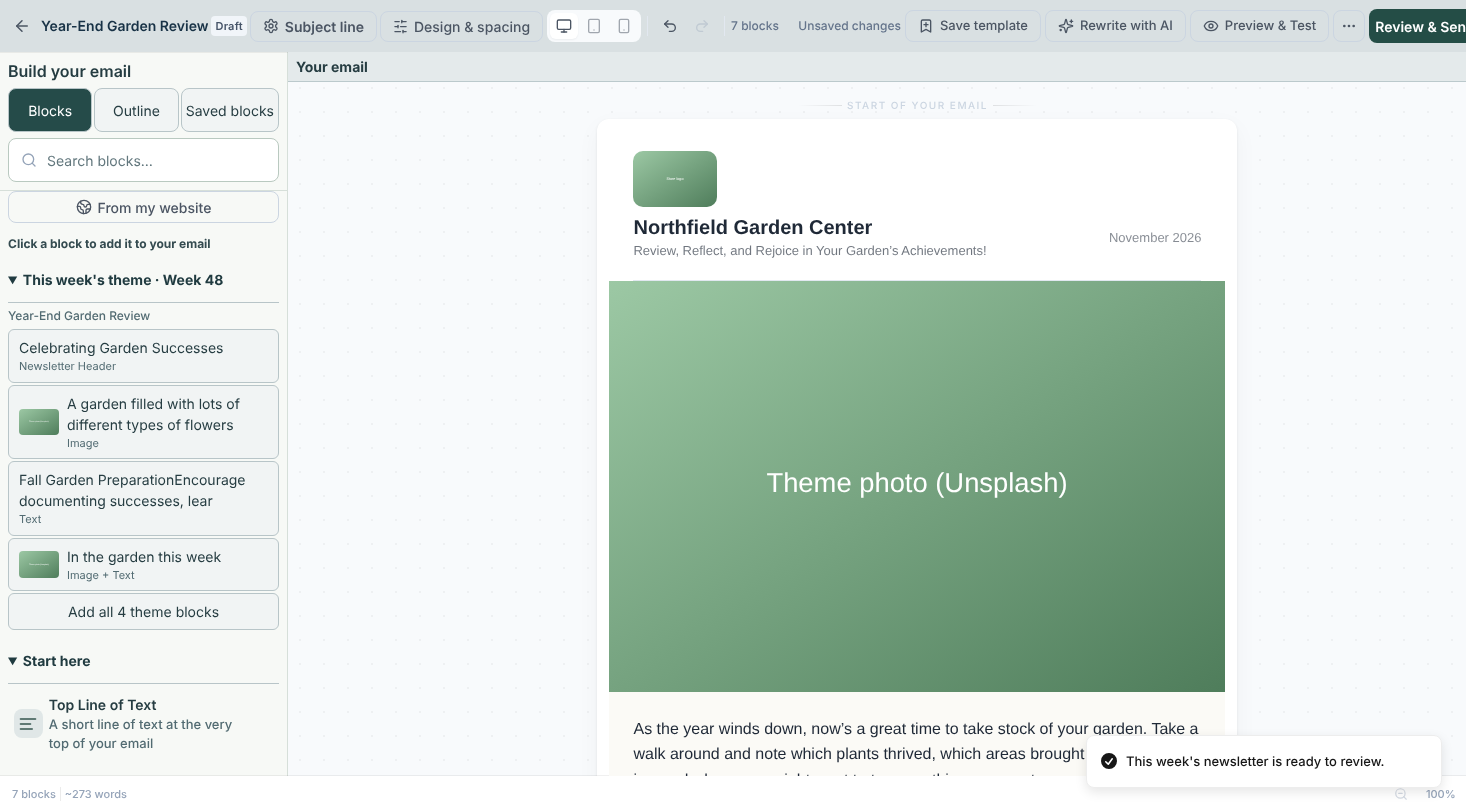 Year-End Garden Review
Draft
Subject line
Design & spacing
7 blocks
Unsaved changes
Save template
Rewrite with AI
Preview & Test
Review & Sen
Build your email
Blocks
Outline
Saved blocks
Search blocks...
From my website
Click a block to add it to your email
This week's theme · Week 48
Year-End Garden Review
Celebrating Garden Successes
Newsletter Header
A garden filled with lots of
different types of flowers
Image
Fall Garden PreparationEncourage
documenting successes, lear
Text
In the garden this week
Image + Text
Add all 4 theme blocks
Start here
Top Line of Text
A short line of text at the very
top of your email
7 blocks
~273 words
Your email
START OF YOUR EMAIL
Northfield Garden Center
Review, Reflect, and Rejoice in Your Garden's Achievements!
November 2026
Theme photo (Unsplash)
As the year winds down, now's a great time to take stock of your garden. Take a
walk around and note which plants thrived, which areas brought
This week's newsletter is ready to review.
100%